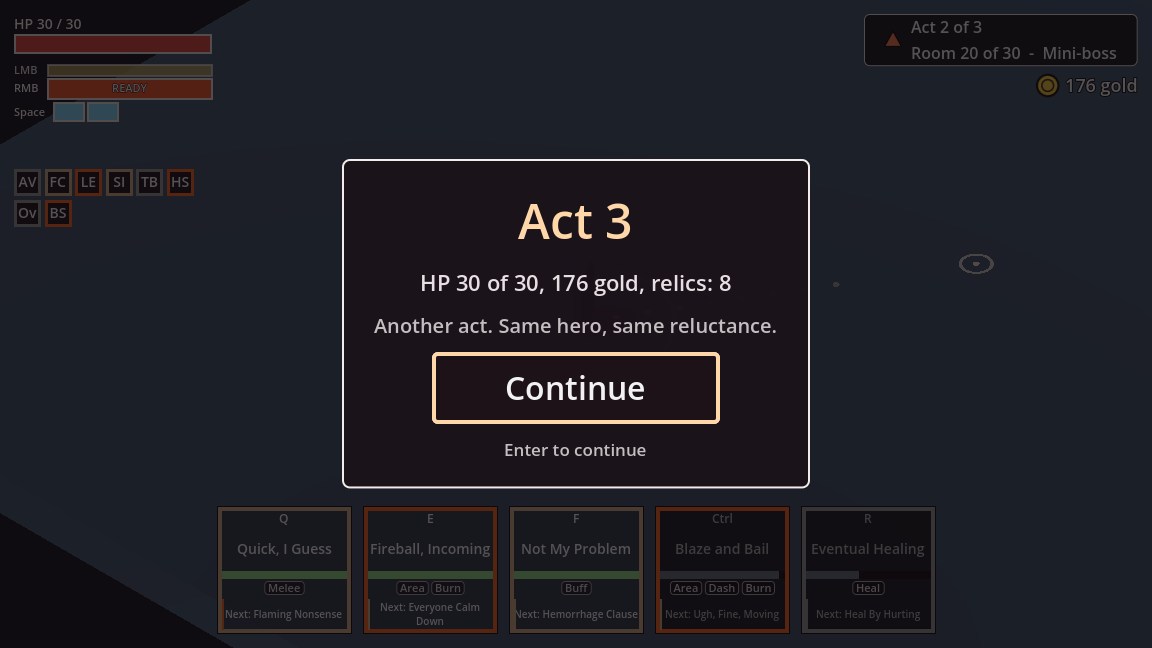 HP 30 / 30
LMB
RMB READY
Space
AV FC LE SI TB HS
Ov BS
Act 2 of 3
Room 20 of 30 - Mini-boss
176 gold
Act 3
HP 30 of 30, 176 gold, relics: 8
Another act. Same hero, same reluctance.
Continue
Enter to continue
Q
Quick, I Guess
Melee
Next: Flaming Nonsense
E
Fireball, Incoming
Area Burn
Next: Everyone Calm
Down
F
Not My Problem
Buff
Next: Hemorrhage Clause
Ctrl
Blaze and Bail
Area Dash Burn
Next: Ugh, Fine, Moving
R
Eventual Healing
Heal
Next: Heal By Hurting